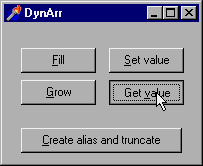 DynArr
Fill
Set value
Grow
Get value
Create alias and truncate